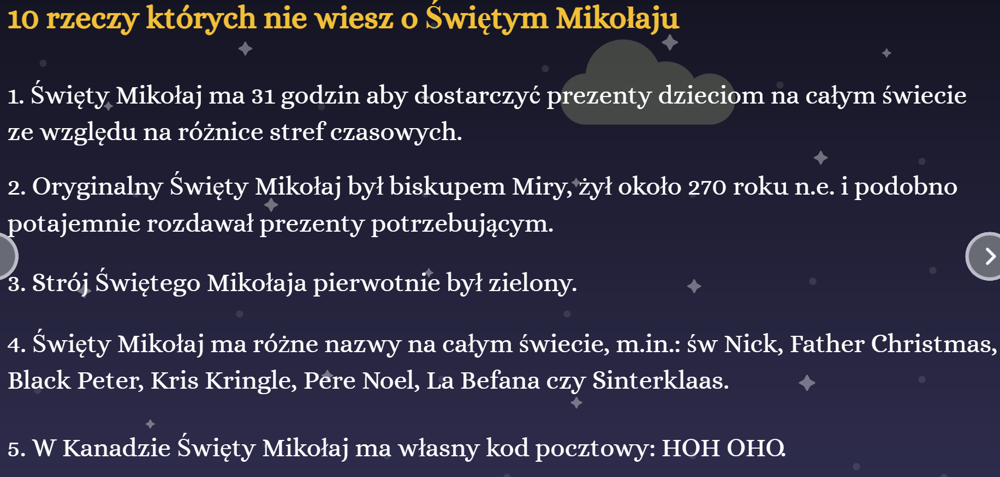 10 rzeczy których nie wiesz o Świętym Mikołaju
1. Święty Mikołaj ma 31 godzin aby dostarczyć prezenty dzieciom na całym świecie
ze względu na różnice stref czasowych.
2. Oryginalny Święty Mikołaj był biskupem Miry, żył około 270 roku n.e. i podobno
potajemnie rozdawał prezenty potrzebującym.
3. Strój Świętego Mikołaja pierwotnie był zielony.
4. Święty Mikołaj ma różne nazwy na całym świecie, m.in.: św Nick, Father Christmas,
Black Peter, Kris Kringle, Pere Noel, La Befana czy Sinterklaas.
5. W Kanadzie Święty Mikołaj ma własny kod pocztowy: HOH OHO.